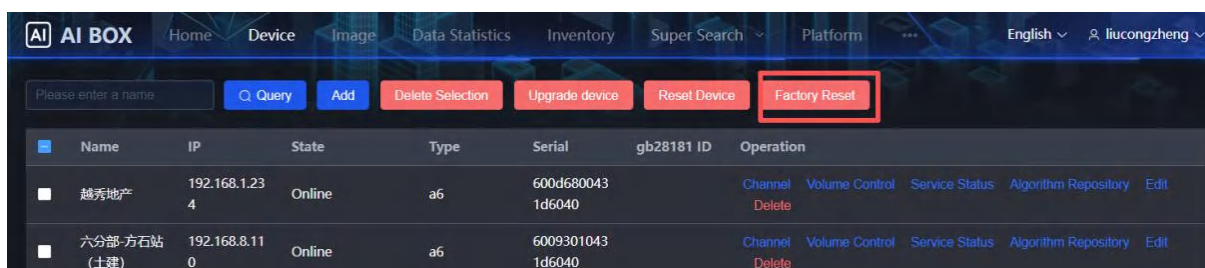 AI AI BOX Home Device Image Data Statistics Inventory Super Search Platform ... English liucongzheng
Please enter a name Query Add Delete Selection Upgrade device Reset Device Factory Reset
Name IP State Type Serial gb28181 ID Operation
越秀地产 192.168.1.23 Online a6 600d680043 Channel Volume Control Service Status Algorithm Repository Edit
4 1d6040 Delete
六分部-方石站 192.168.8.11 Online a6 6009301043 Channel Volume Control Service Status Algorithm Repository Edit
（土建） 0 1d6040 Delete